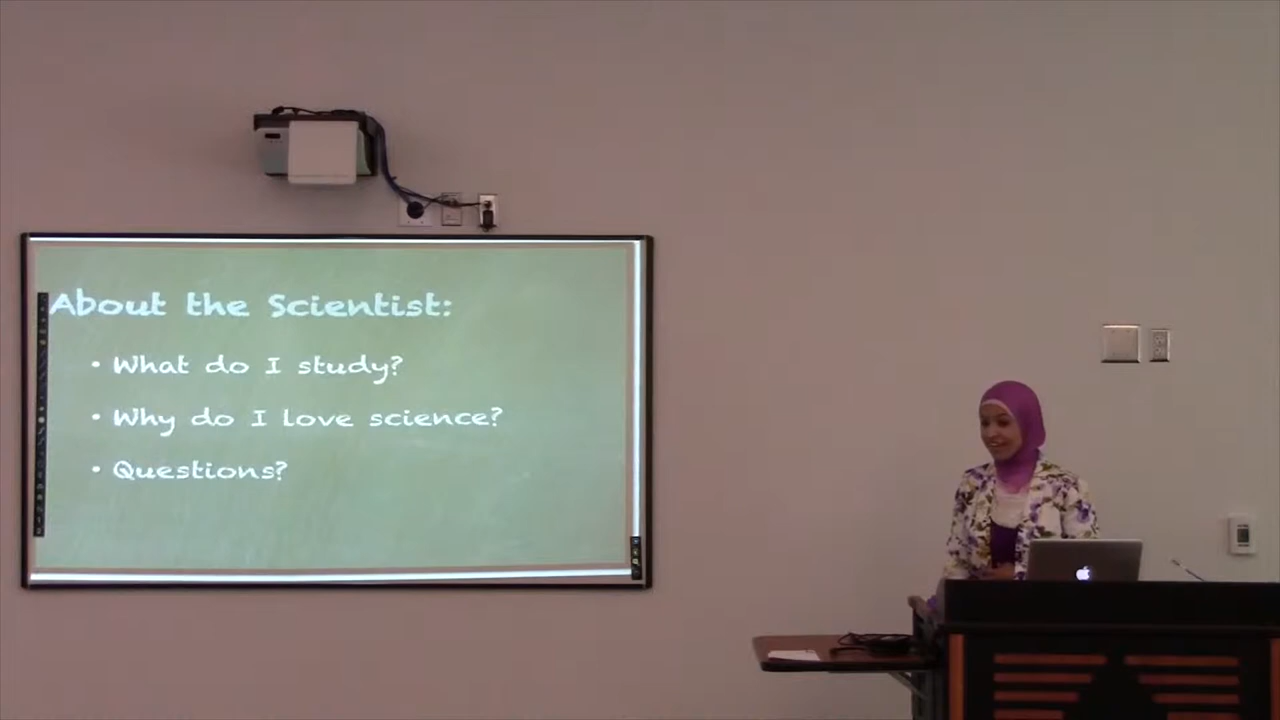 About the Scientist:
• What do I study?
• Why do I love science?
• Questions?